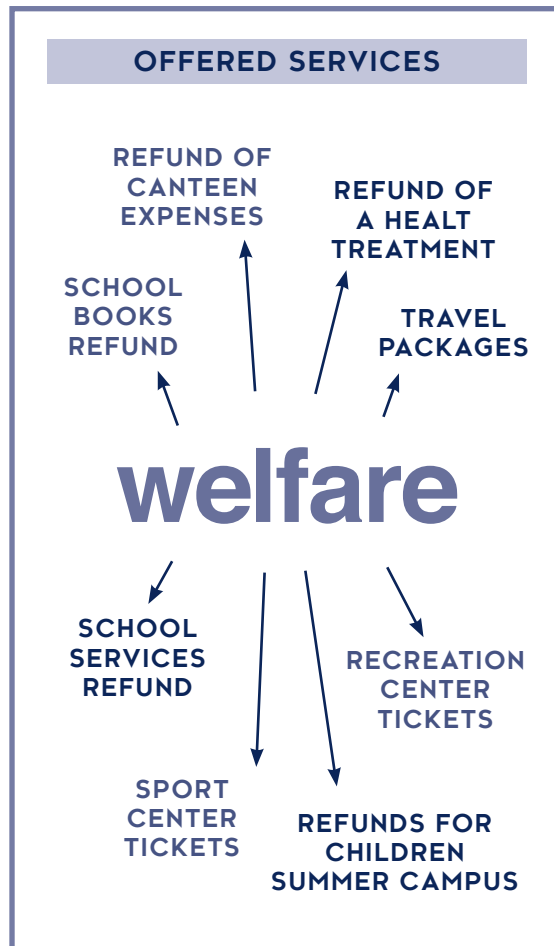 OFFERED SERVICES
REFUND OF
CANTEEN
EXPENSES
REFUND OF
A HEALT
TREATMENT
SCHOOL
BOOKS
REFUND
TRAVEL
PACKAGES
welfare
SCHOOL
SERVICES
REFUND
RECREATION
CENTER
TICKETS
SPORT
CENTER
TICKETS
REFUNDS FOR
CHILDREN
SUMMER CAMPUS